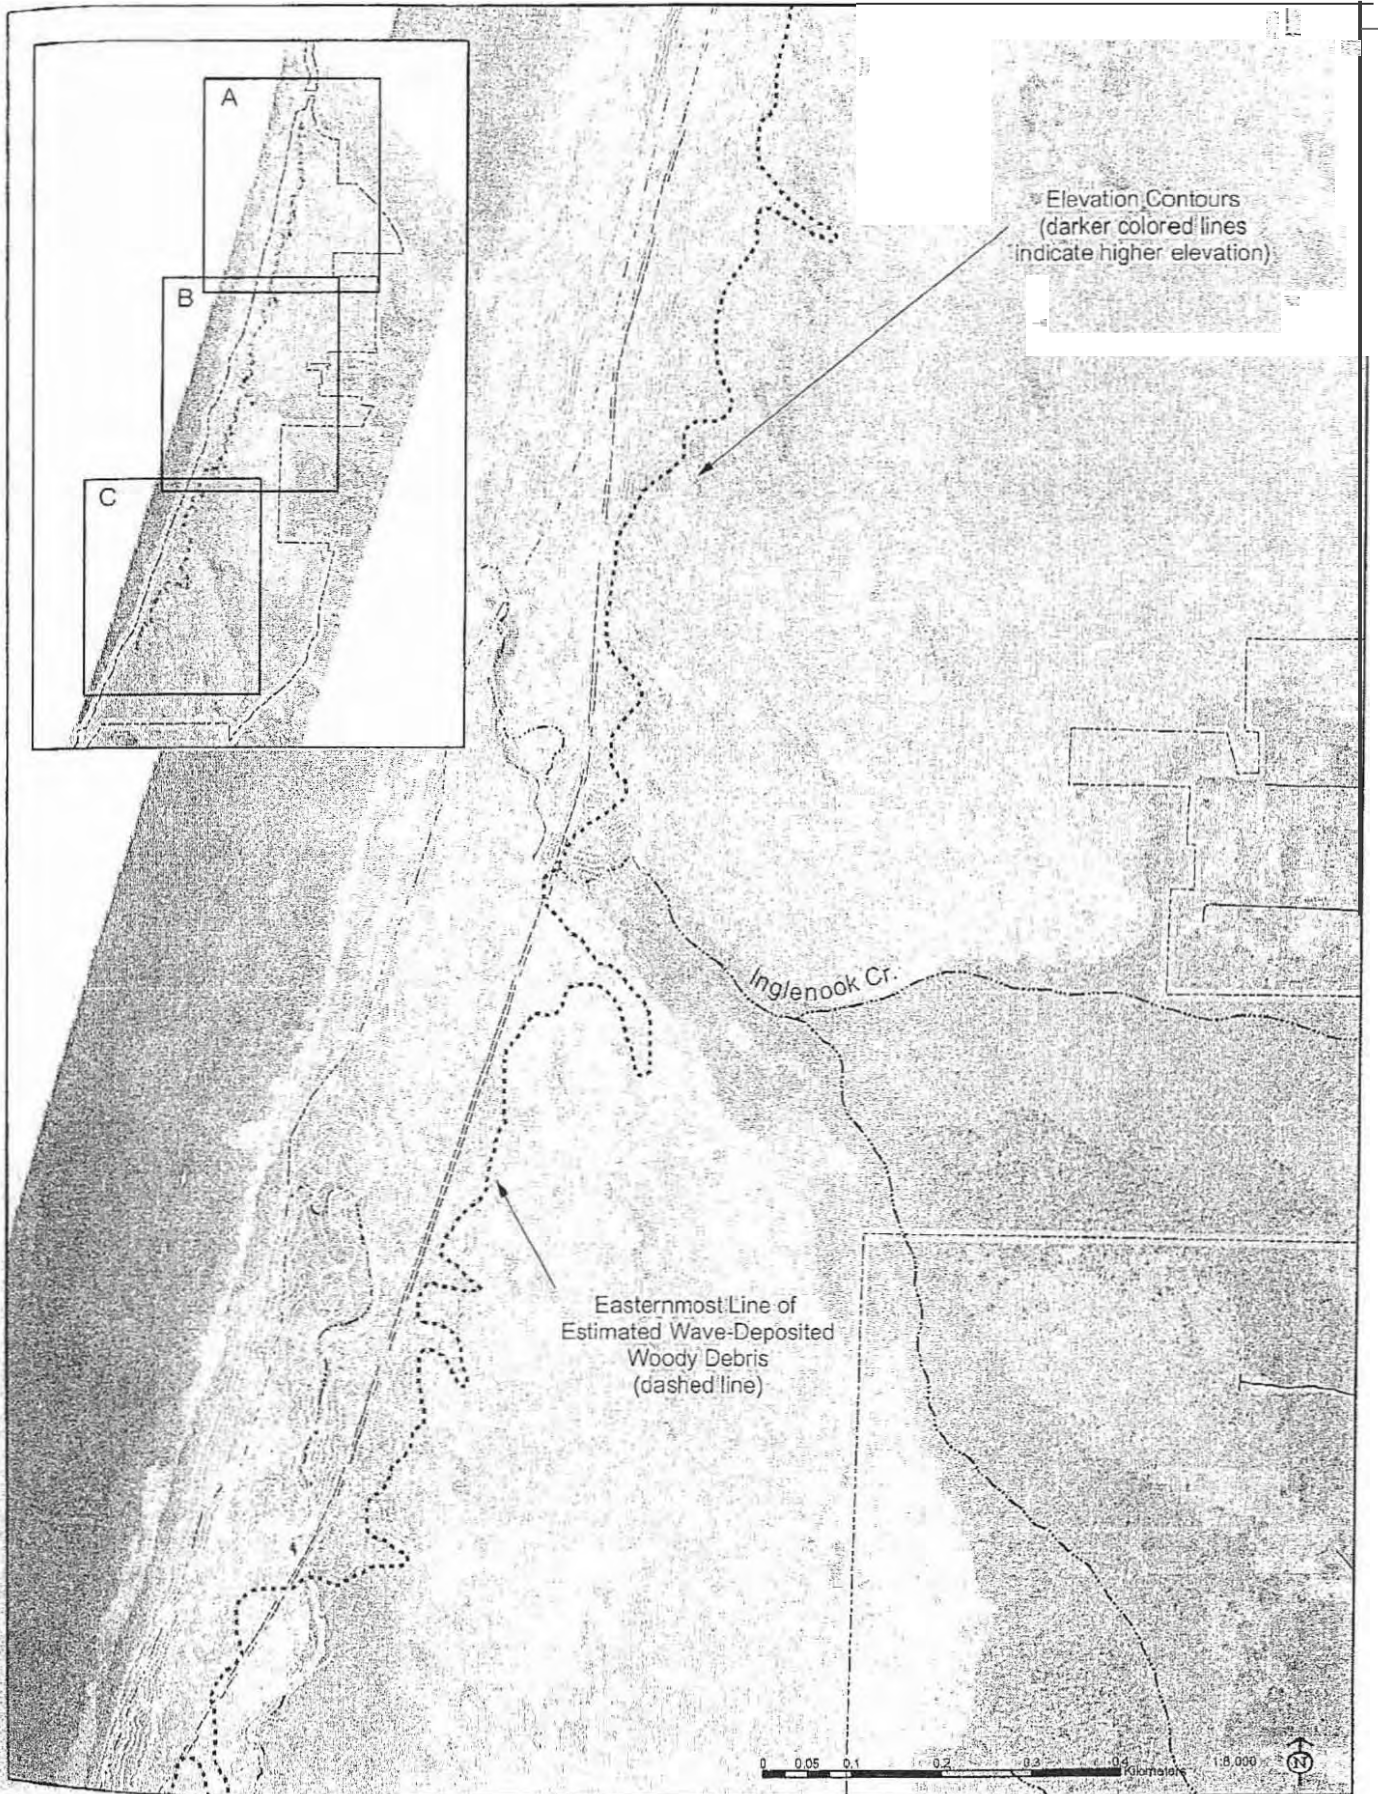 A
B
C
Elevation Contours
(darker colored lines
indicate higher elevation)
Inglenook Cr.
Easternmost Line of
Estimated Wave-Deposited
Woody Debris
(dashed line)
0 0.05 0.1 0.2 0.3 0.4
Kilometers
1:8,000
N